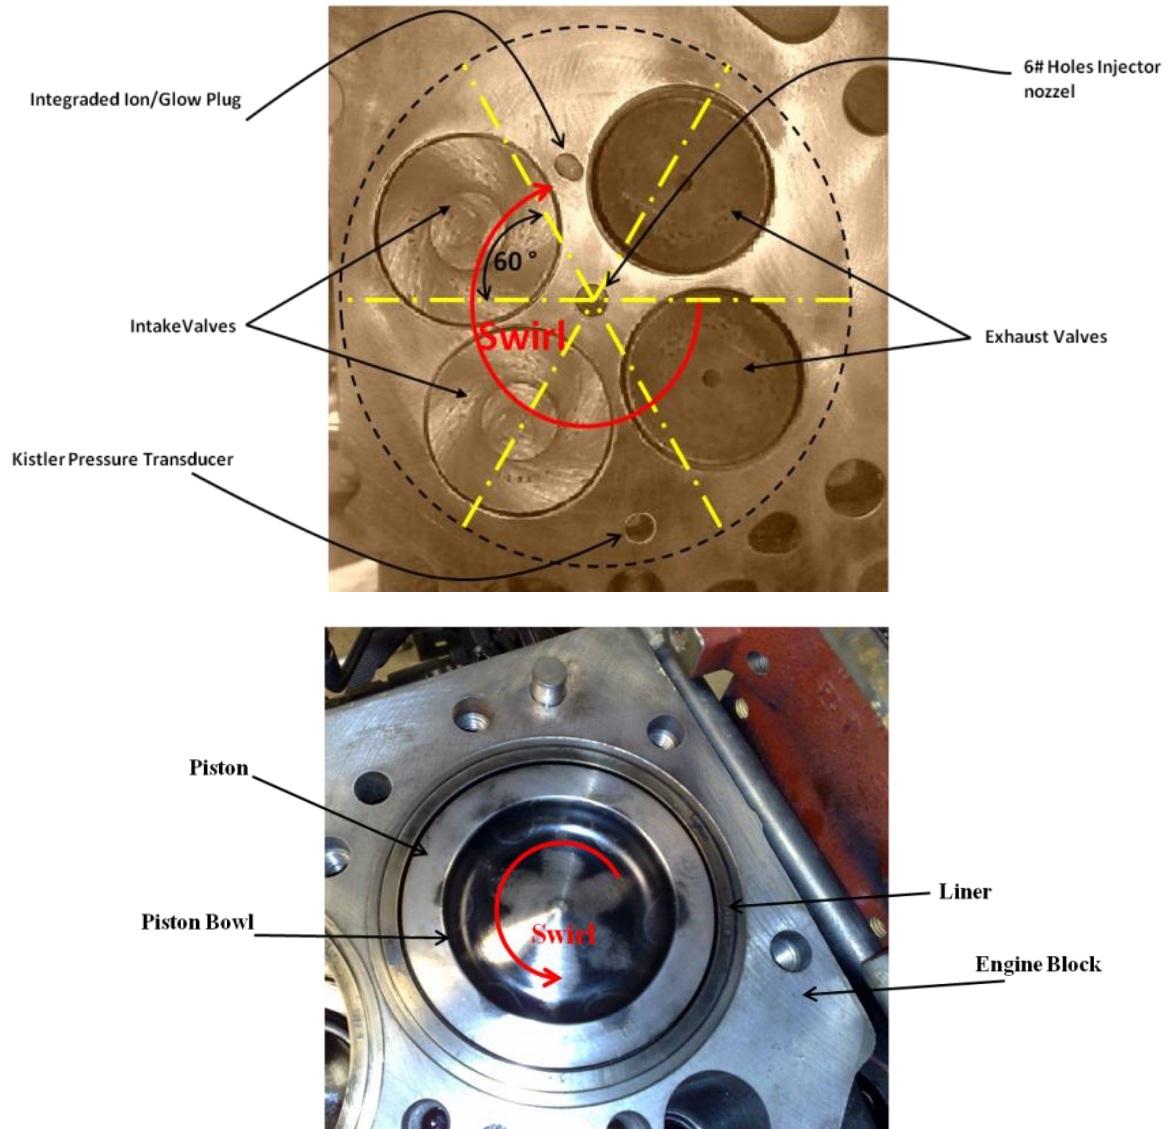 Integraded Ion/Glow Plug
6# Holes Injector
nozzel
60 °
Swirl
IntakeValves
Exhaust Valves
Kistler Pressure Transducer
Piston
Piston Bowl
Swirl
Liner
Engine Block